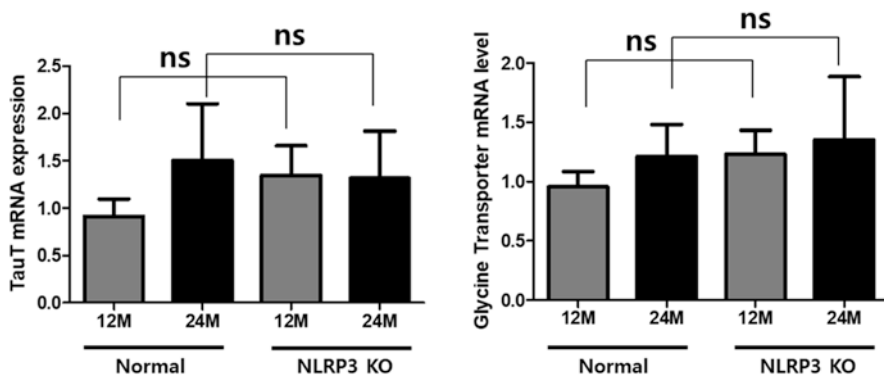 ns
ns
TauT mRNA expression
2.5
2.0
1.5
1.0
0.5
0.0
12M 24M 12M 24M
Normal NLRP3 KO
ns
ns
Glycine Transporter mRNA level
2.0
1.5
1.0
0.5
0.0
12M 24M 12M 24M
Normal NLRP3 KO